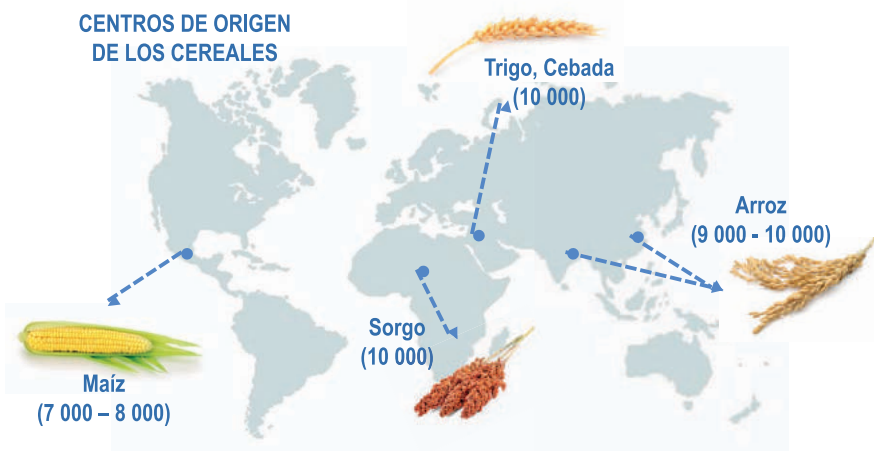 CENTROS DE ORIGEN
DE LOS CEREALES
Trigo, Cebada
(10 000)
Arroz
(9 000 - 10 000)
Sorgo
(10 000)
Maíz
(7 000 – 8 000)